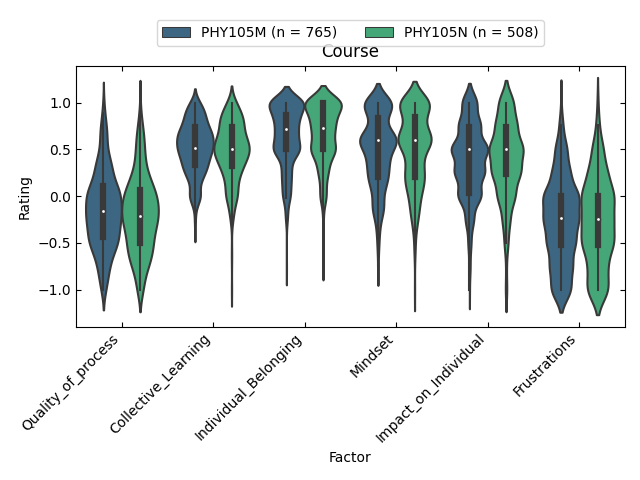 PHY105M (n = 765) PHY105N (n = 508)
Course
1.0
0.5
0.0
−0.5
−1.0
Rating
Quality_of_process
Collective_Learning
Individual_Belonging
Mindset
Impact_on_Individual
Frustrations
Factor